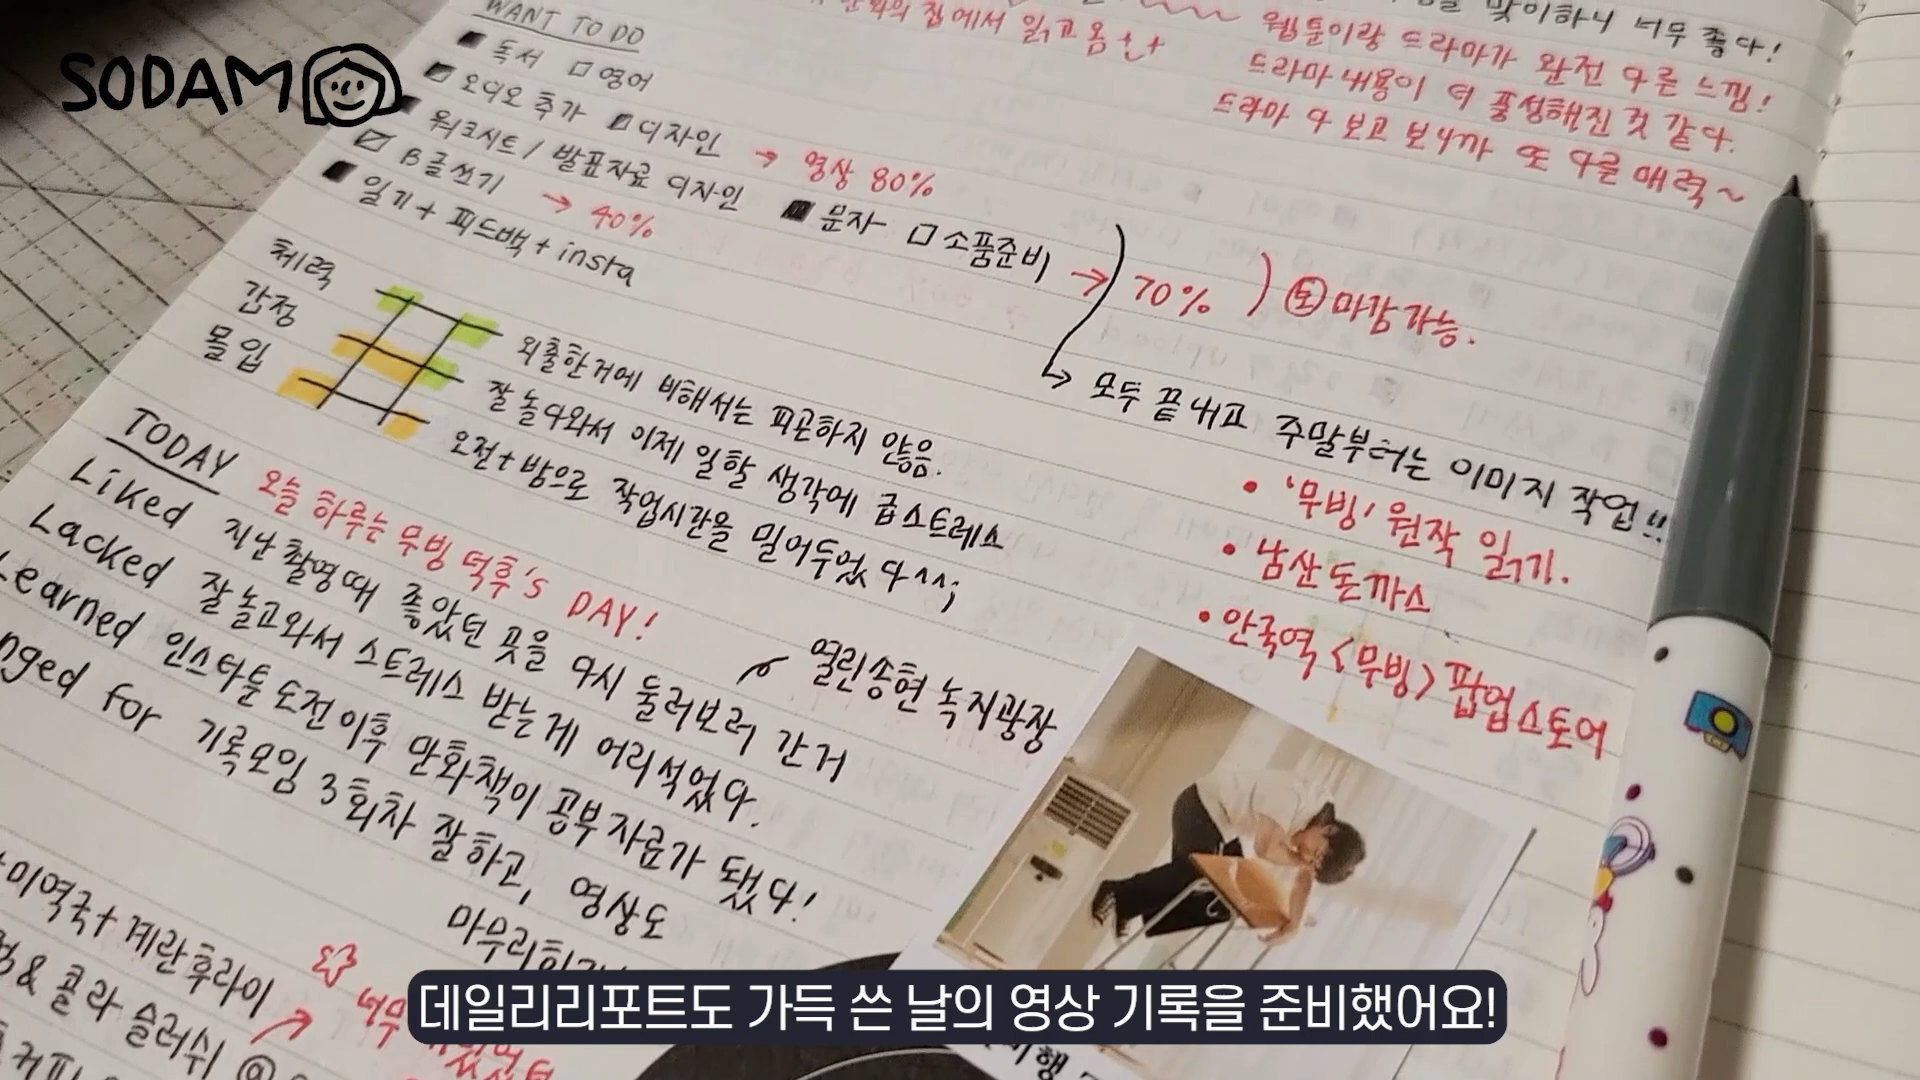 SODAM
WANT TO DO
독서 영어
오디오 추가 디자인 → 영상 80%
워크시트 / 발표자료 디자인 문자 소품준비 → 70% ) 마감가능.
B글쓰기 → 40%
일기 + 피드백 + insta
↳ 모두 끝내고 주말부터는 이미지 작업!!
집에서 읽고옴
맞이하니 너무 좋다!
웹툰이랑 드라마가 완전 다른 느낌!
드라마 내용이 더 풍성해진 것 같다.
드라마 다 보고 보니까 또 다른 매력~
체력 외출한거에 비해서는 피곤하지 않음.
감정 잘 놀다와서 이제 일할 생각에 급스트레스
몰입 오전+밤으로 작업시간을 밀어두었다^^;
• '무빙' 원작 읽기.
• 남산돈까스
• 안국역 <무빙> 팝업스토어
TODAY 오늘 하루는 무빙 덕후's DAY!
Liked 지난 촬영때 좋았던 곳을 다시 둘러보러 간거
열린송현 녹지광장
Lacked 잘 놀고와서 스트레스 받는게 어리석었다.
Learned 인스타툰 도전 이후 만화책이 공부자료가 됐다!
nged for 기록모임 3회차 잘 하고, 영상도
미역국 + 계란후라이
& 콜라 슬러쉬 @
너무
데일리리포트도 가득 쓴 날의 영상 기록을 준비했어요!